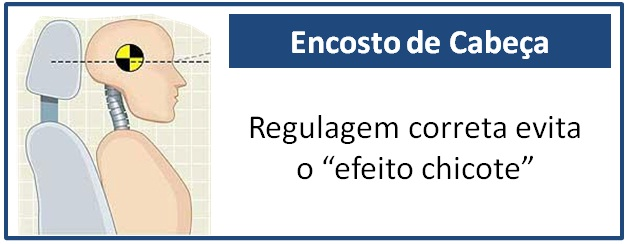 Encosto de Cabeça
Regulagem correta evita
o “efeito chicote”